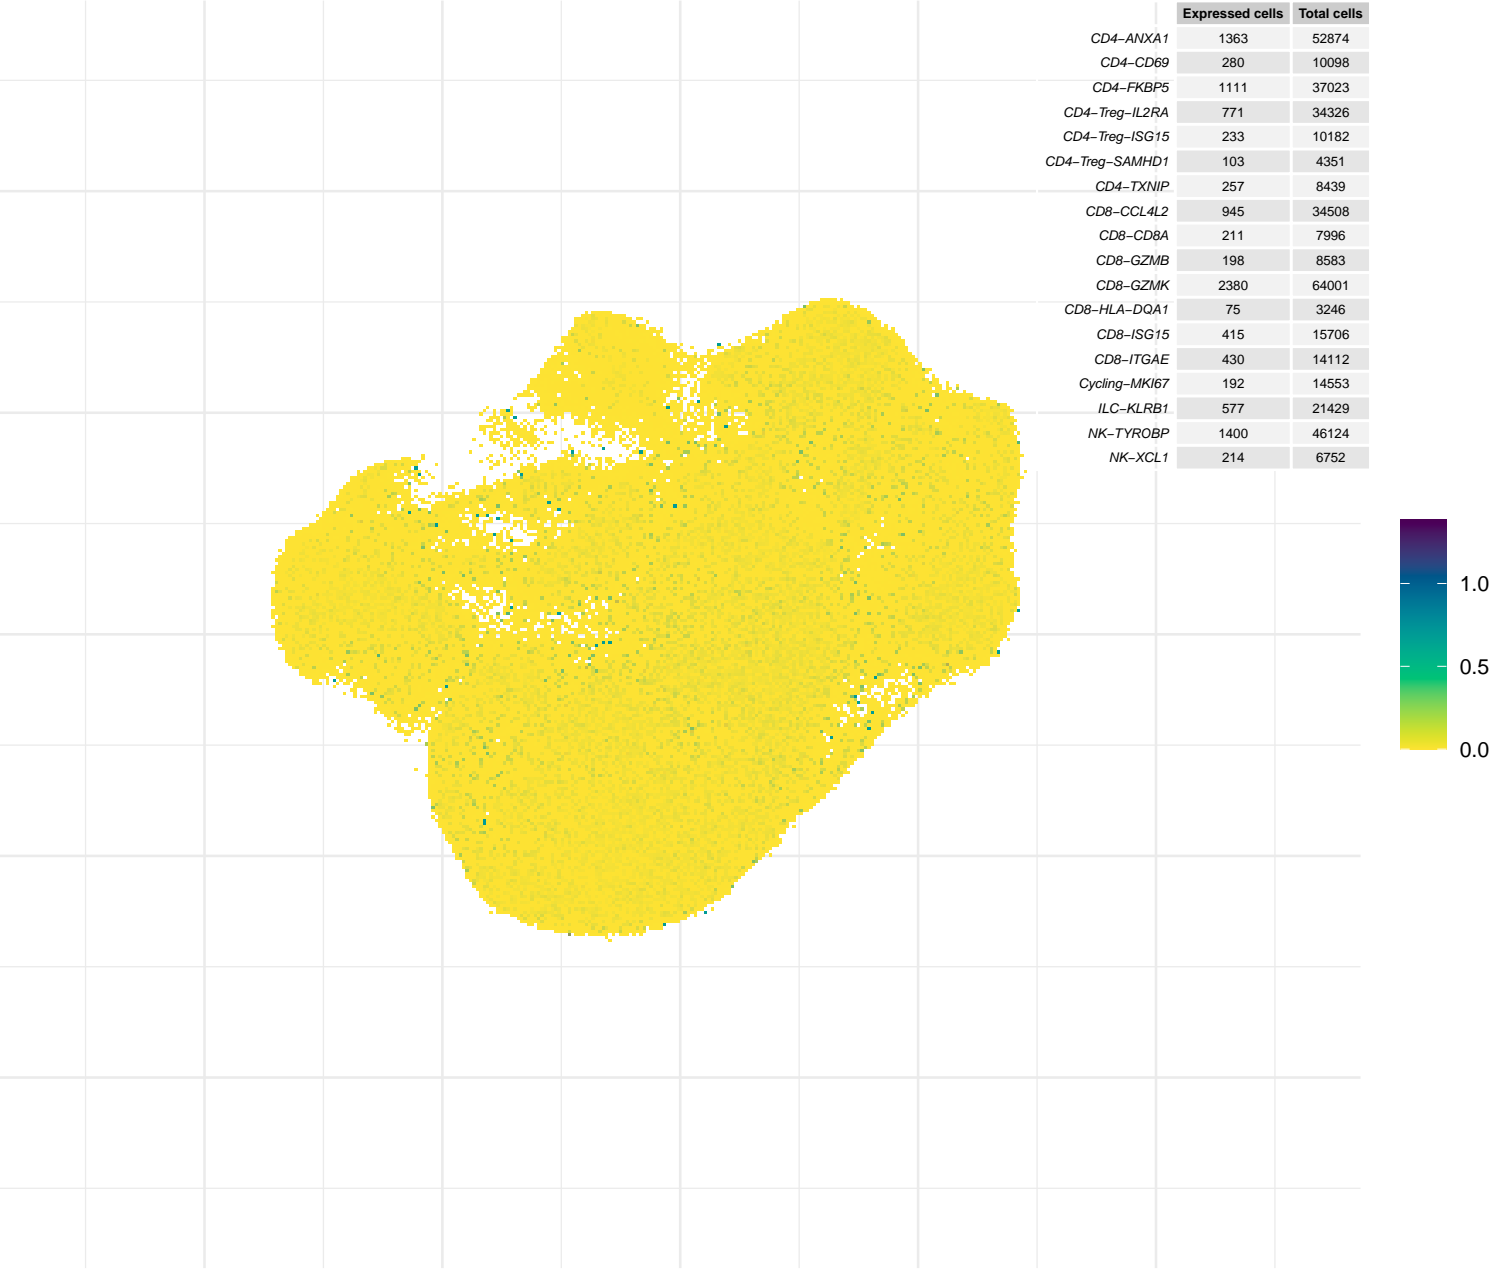 Expressed cells Total cells
CD4−ANXA1 1363 52874
CD4−CD69 280 10098
CD4−FKBP5 1111 37023
CD4−Treg−IL2RA 771 34326
CD4−Treg−ISG15 233 10182
CD4−Treg−SAMHD1 103 4351
CD4−TXNIP 257 8439
CD8−CCL4L2 945 34508
CD8−CD8A 211 7996
CD8−GZMB 198 8583
CD8−GZMK 2380 64001
CD8−HLA−DQA1 75 3246
CD8−ISG15 415 15706
CD8−ITGAE 430 14112
Cycling−MKI67 192 14553
ILC−KLRB1 577 21429
NK−TYROBP 1400 46124
NK−XCL1 214 6752
1.0
0.5
0.0